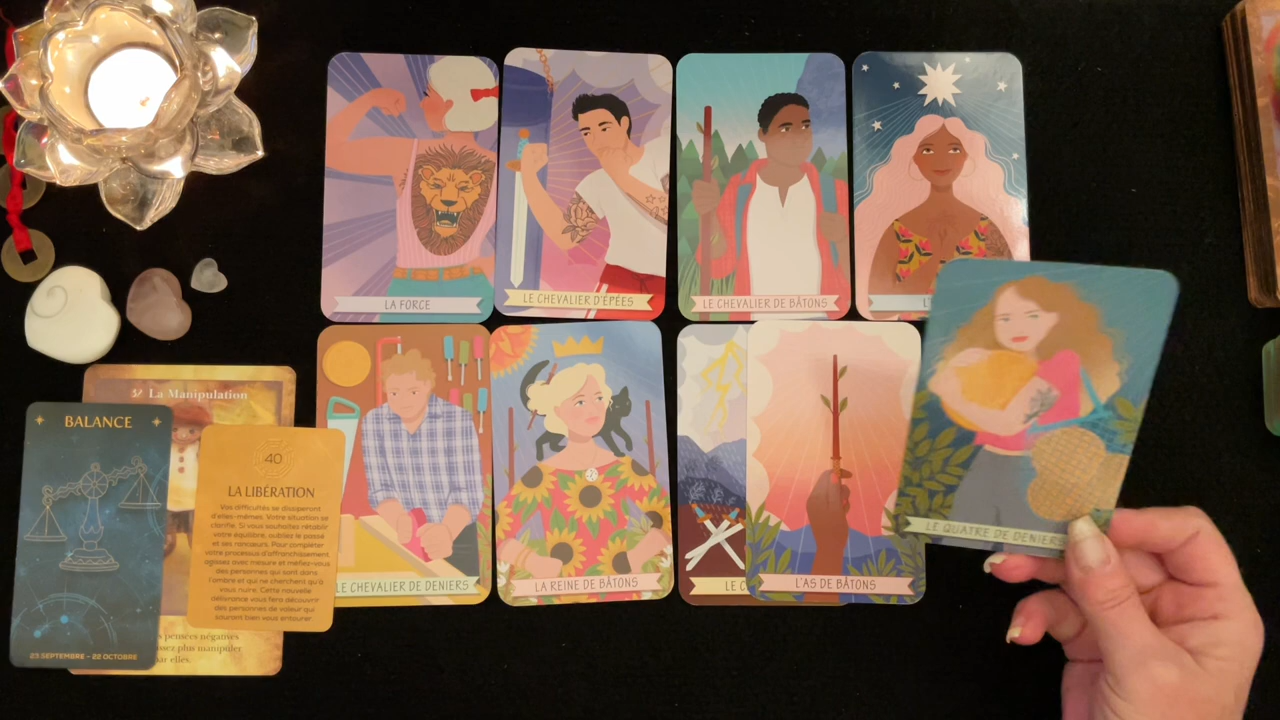 LA FORCE
LE CHEVALIER D'ÉPÉES
LE CHEVALIER DE BÂTONS
LE CHEVALIER DE DENIERS
LA REINE DE BÂTONS
LE C
L'AS DE BÂTONS
LE QUATRE DE DENIERS
La Manipulation
BALANCE
23 SEPTEMBRE - 22 OCTOBRE
40
LA LIBÉRATION
Vos difficultés se dissiperont
d'elles-mêmes. Votre situation se
clarifie. Si vous souhaitez rétablir
votre équilibre, oubliez le passé
et ses rancœurs. Pour compléter
votre processus d'affranchissement,
agissez avec mesure et méfiez-vous
des personnes qui sont dans
l'ombre et qui ne cherchent qu'à
vous nuire. Cette nouvelle
délivrance vous fera découvrir
des personnes de valeur qui
sauront bien vous entourer
pensées négatives
plus manipuler
par elles.